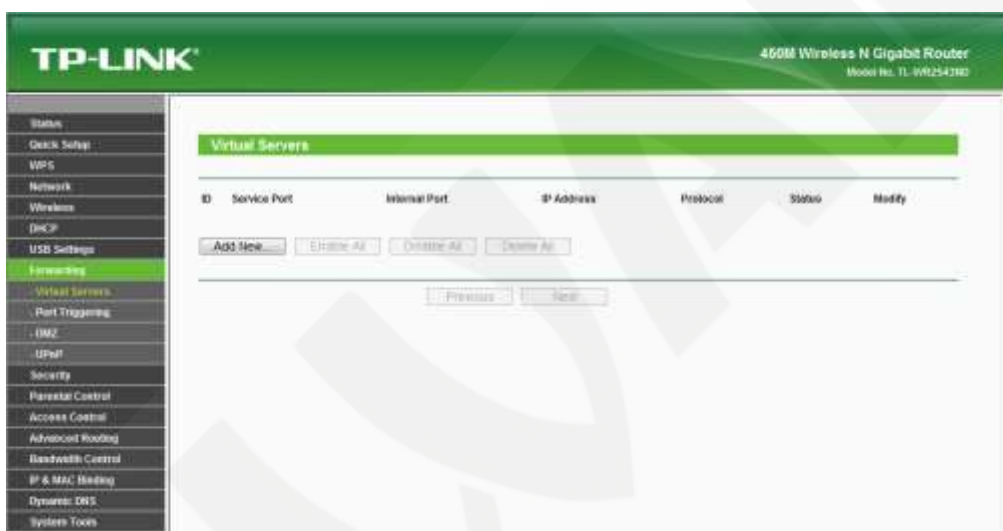 TP-LINK
450M Wireless N Gigabit Router
Model No. TL-WR2543ND
Status
Quick Setup
WPS
Network
Wireless
DHCP
USB Settings
Forwarding
- Virtual Servers
- Port Triggering
- DMZ
- UPnP
Security
Parental Control
Access Control
Advanced Routing
Bandwidth Control
IP & MAC Binding
Dynamic DNS
System Tools
Virtual Servers
ID Service Port Internal Port IP Address Protocol Status Modify
Add New... Enable All Disable All Delete All
Previous Next